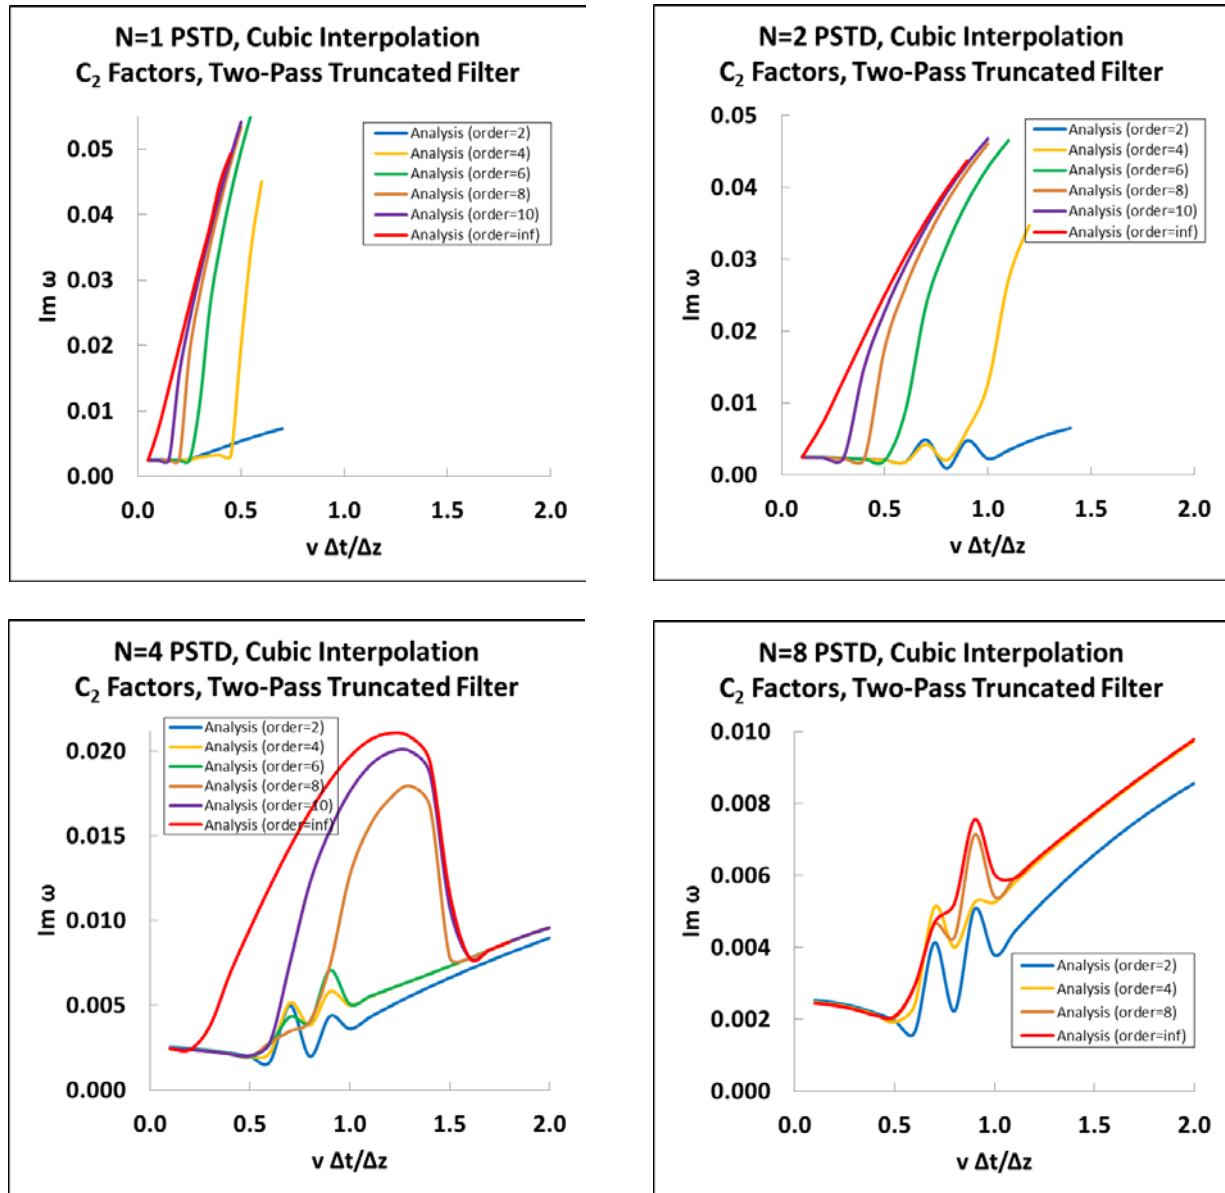 N=1 PSTD, Cubic Interpolation
C₂ Factors, Two-Pass Truncated Filter
Analysis (order=2)
Analysis (order=4)
Analysis (order=6)
Analysis (order=8)
Analysis (order=10)
Analysis (order=inf)
0.05
0.04
0.03
0.02
0.01
0.00
Im ω
0.0 0.5 1.0 1.5 2.0
v Δt/Δz
N=2 PSTD, Cubic Interpolation
C₂ Factors, Two-Pass Truncated Filter
0.05
0.04
0.03
0.02
0.01
0.00
Analysis (order=2)
Analysis (order=4)
Analysis (order=6)
Analysis (order=8)
Analysis (order=10)
Analysis (order=inf)
Im ω
0.0 0.5 1.0 1.5 2.0
v Δt/Δz
N=4 PSTD, Cubic Interpolation
C₂ Factors, Two-Pass Truncated Filter
Analysis (order=2)
Analysis (order=4)
Analysis (order=6)
Analysis (order=8)
Analysis (order=10)
Analysis (order=inf)
0.020
0.015
0.010
0.005
0.000
Im ω
0.0 0.5 1.0 1.5 2.0
v Δt/Δz
N=8 PSTD, Cubic Interpolation
C₂ Factors, Two-Pass Truncated Filter
0.010
0.008
0.006
0.004
0.002
0.000
Im ω
Analysis (order=2)
Analysis (order=4)
Analysis (order=8)
Analysis (order=inf)
0.0 0.5 1.0 1.5 2.0
v Δt/Δz